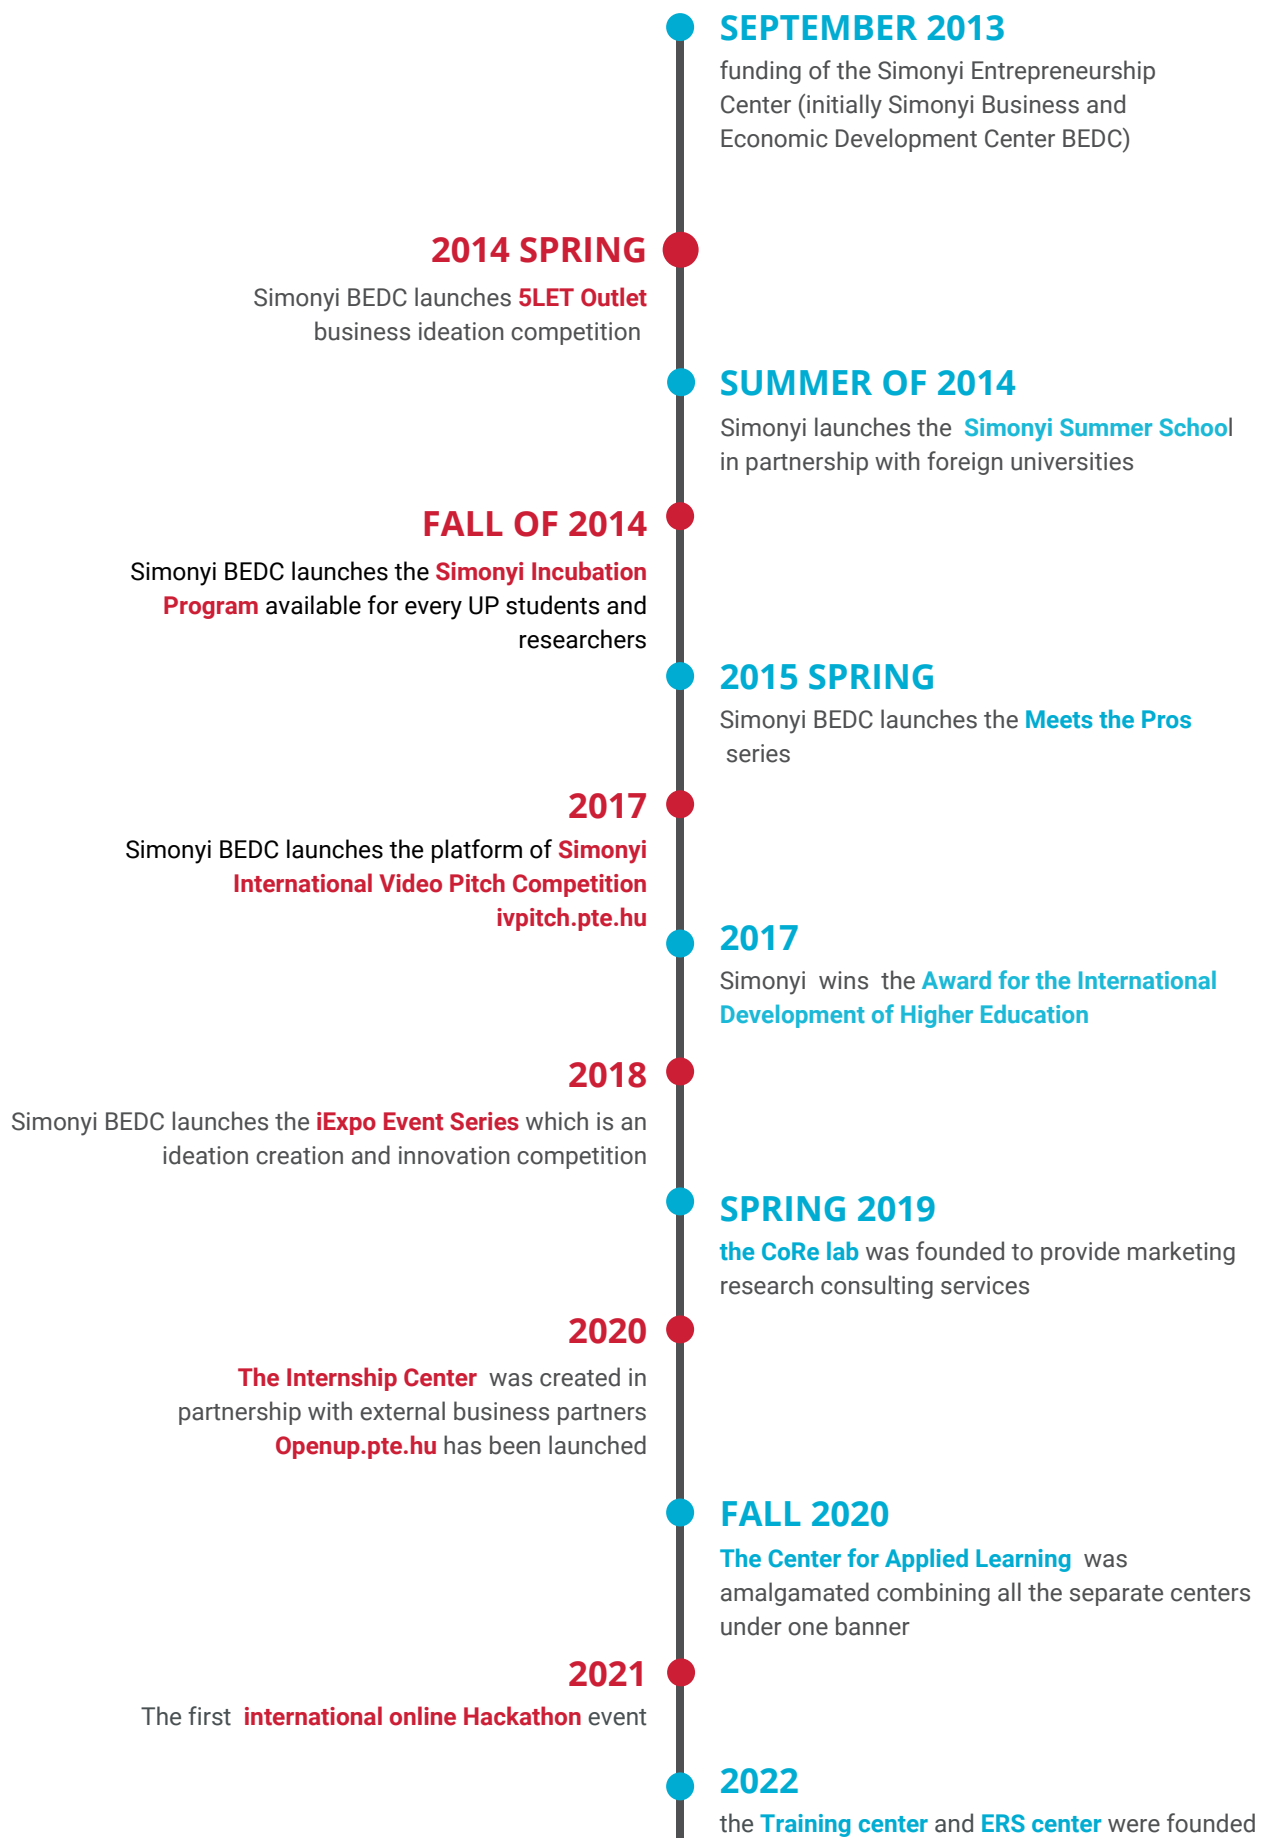 SEPTEMBER 2013
funding of the Simonyi Entrepreneurship
Center (initially Simonyi Business and
Economic Development Center BEDC)
2014 SPRING
Simonyi BEDC launches 5LET Outlet
business ideation competition
SUMMER OF 2014
Simonyi launches the Simonyi Summer School
in partnership with foreign universities
FALL OF 2014
Simonyi BEDC launches the Simonyi Incubation
Program available for every UP students and
researchers
2015 SPRING
Simonyi BEDC launches the Meets the Pros
series
2017
Simonyi BEDC launches the platform of Simonyi
International Video Pitch Competition
ivpitch.pte.hu
2017
Simonyi wins the Award for the International
Development of Higher Education
2018
Simonyi BEDC launches the iExpo Event Series which is an
ideation creation and innovation competition
SPRING 2019
the CoRe lab was founded to provide marketing
research consulting services
2020
The Internship Center was created in
partnership with external business partners
Openup.pte.hu has been launched
FALL 2020
The Center for Applied Learning was
amalgamated combining all the separate centers
under one banner
2021
The first international online Hackathon event
2022
the Training center and ERS center were founded